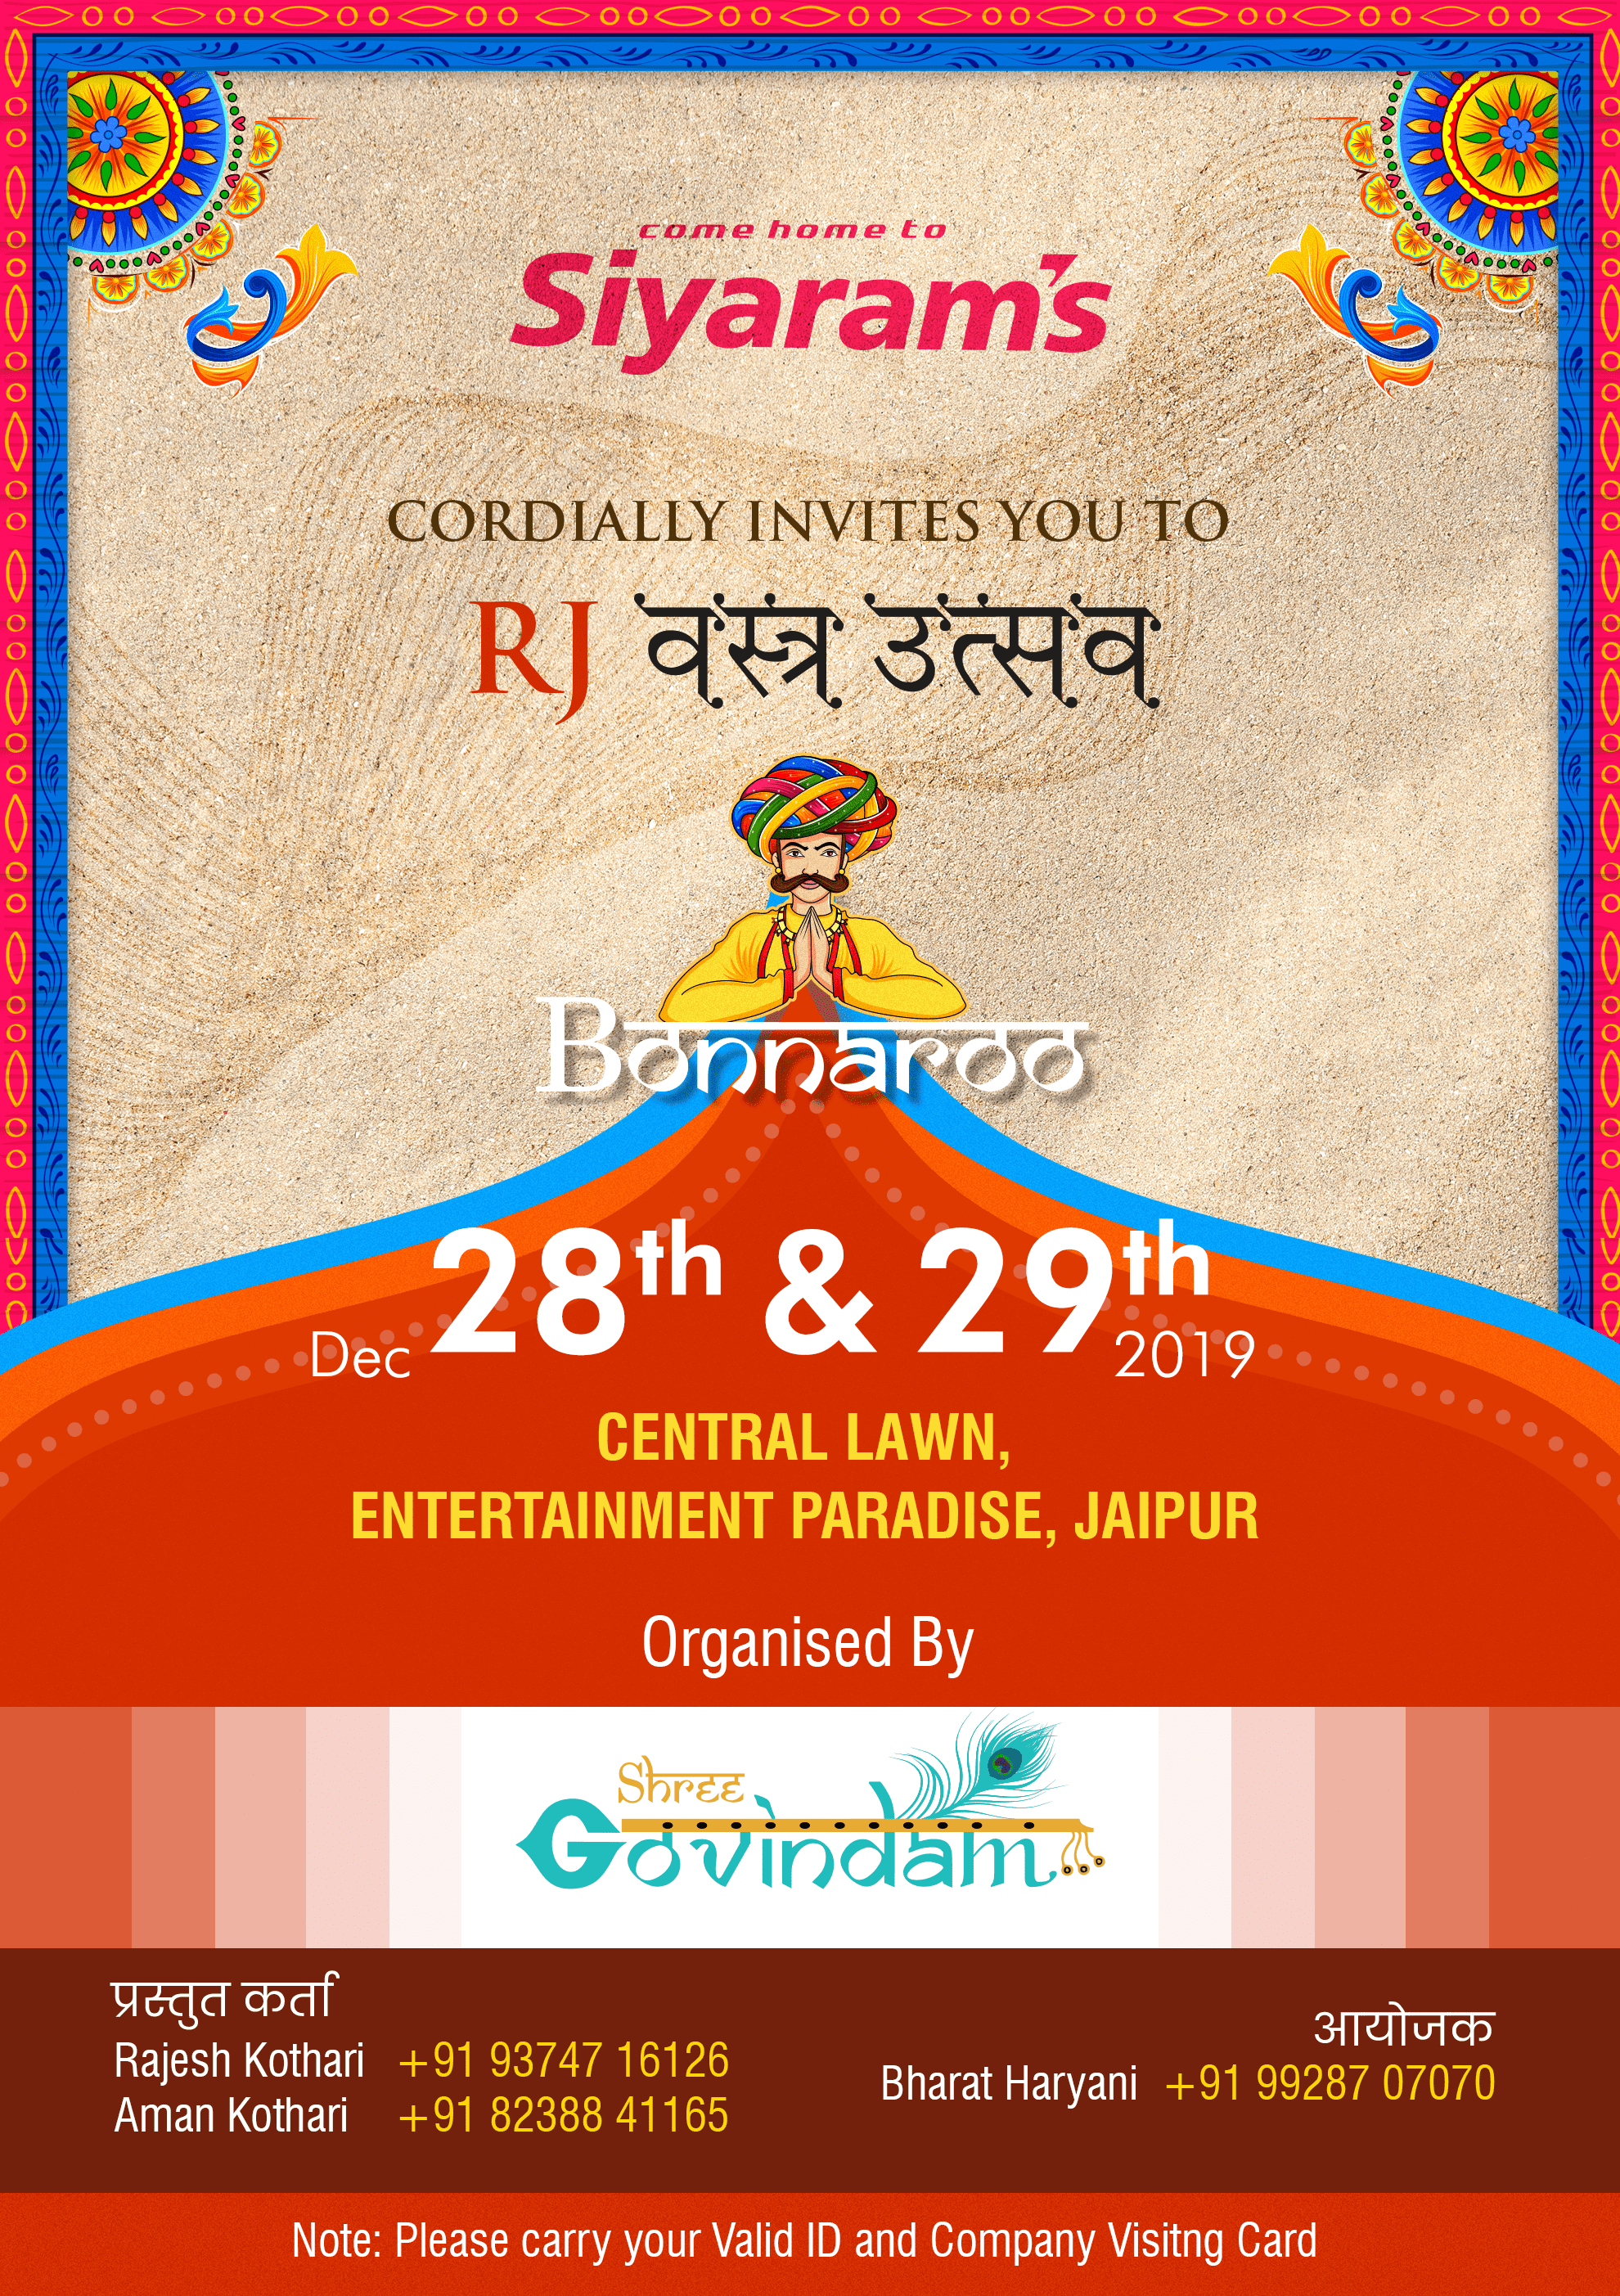 come home to
Siyaram's
CORDIALLY INVITES YOU TO
RJ वस्त्र उत्सव
Bonnaroo
Dec 28th & 29th 2019
CENTRAL LAWN,
ENTERTAINMENT PARADISE, JAIPUR
Organised By
Shree
Govindam
प्रस्तुत कर्ता
Rajesh Kothari +91 93747 16126
Aman Kothari +91 82388 41165
आयोजक
Bharat Haryani +91 99287 07070
Note: Please carry your Valid ID and Company Visitng Card